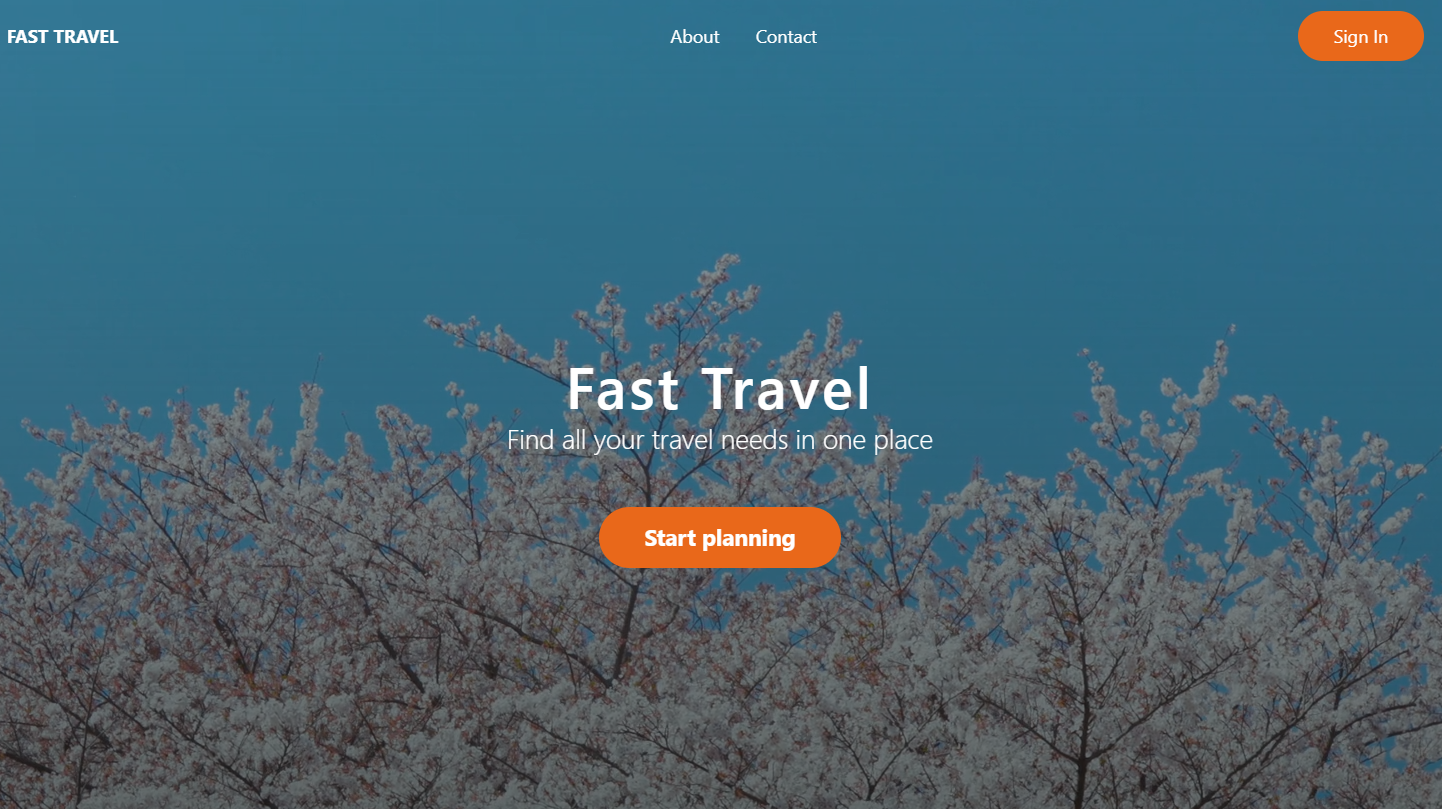 FAST TRAVEL
About
Contact
Sign In
Fast Travel
Find all your travel needs in one place
Start planning